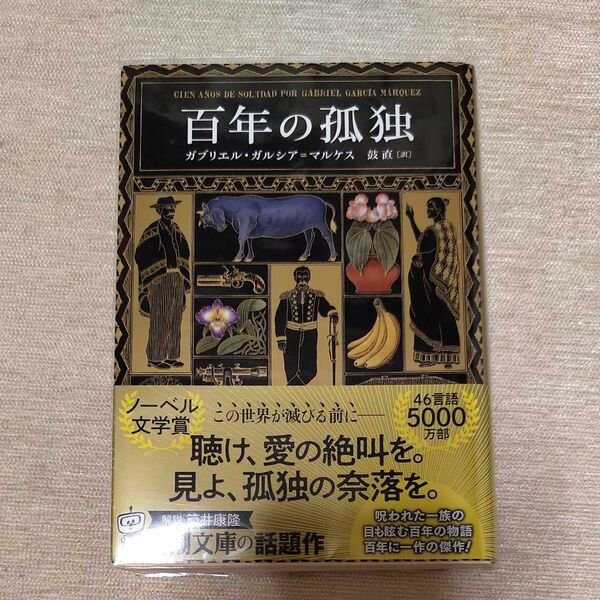 CIEN AÑOS DE SOLEDAD POR GABRIEL GARCÍA MÁRQUEZ
百年の孤独
ガブリエル・ガルシア=マルケス 鼓直[訳]
ノーベル
文学賞
この世界が滅びる前に――
46言語
5000
万部
聴け、愛の絶叫を。
見よ、孤独の奈落を。
解説 筒井康隆
潮文庫の話題作
呪われた一族の
目も眩む百年の物語
百年に一作の傑作!